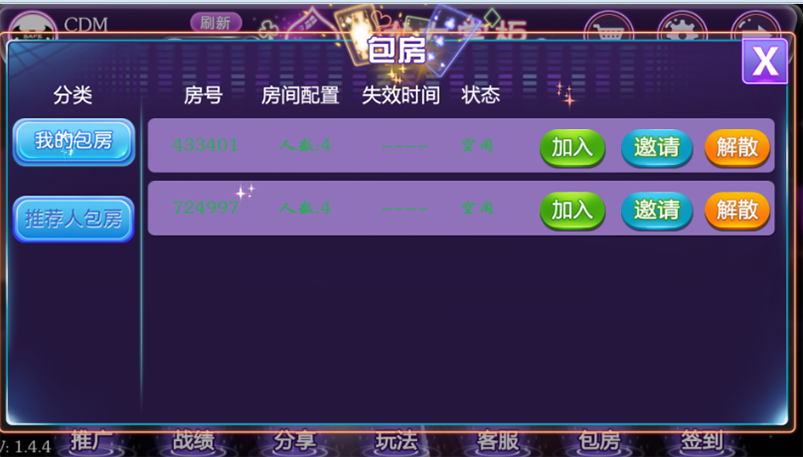 CDM 刷新
包房 X
分类 房号 房间配置 失效时间 状态
我的包房 433401 人数:4 ---- 空闲 加入 邀请 解散
推荐人包房 724997 人数:4 ---- 空闲 加入 邀请 解散
V: 1.4.4 推广 战绩 分享 玩法 客服 包房 签到